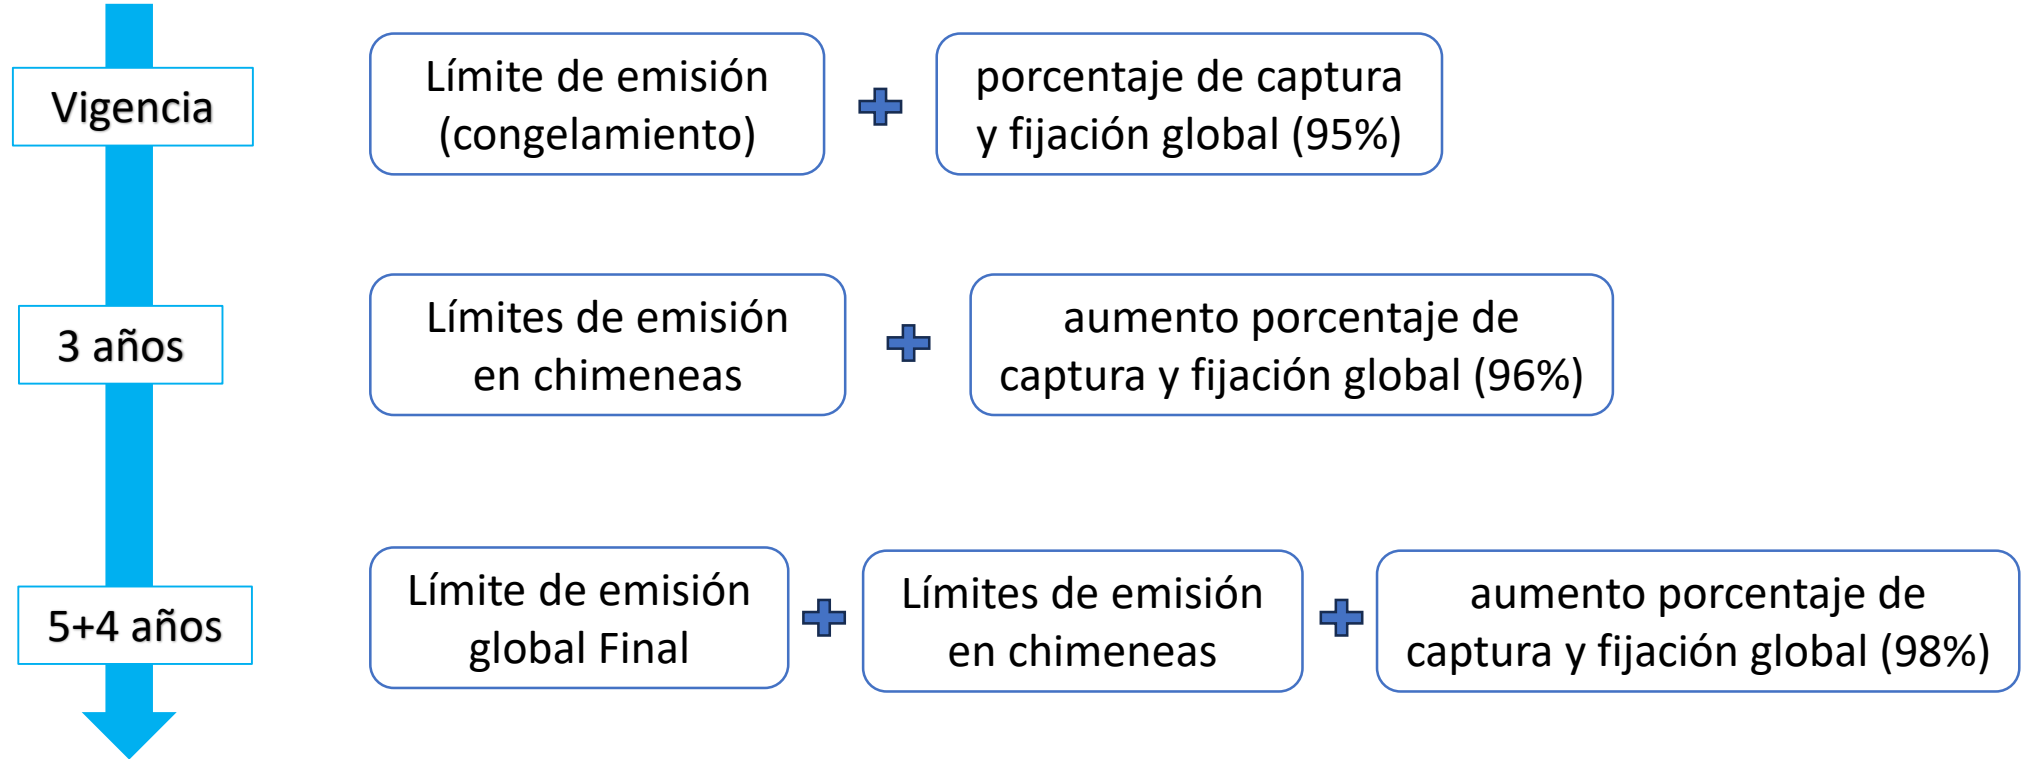 Vigencia
Límite de emisión
(congelamiento)
porcentaje de captura
y fijación global (95%)
3 años
Límites de emisión
en chimeneas
aumento porcentaje de
captura y fijación global (96%)
5+4 años
Límite de emisión
global Final
Límites de emisión
en chimeneas
aumento porcentaje de
captura y fijación global (98%)